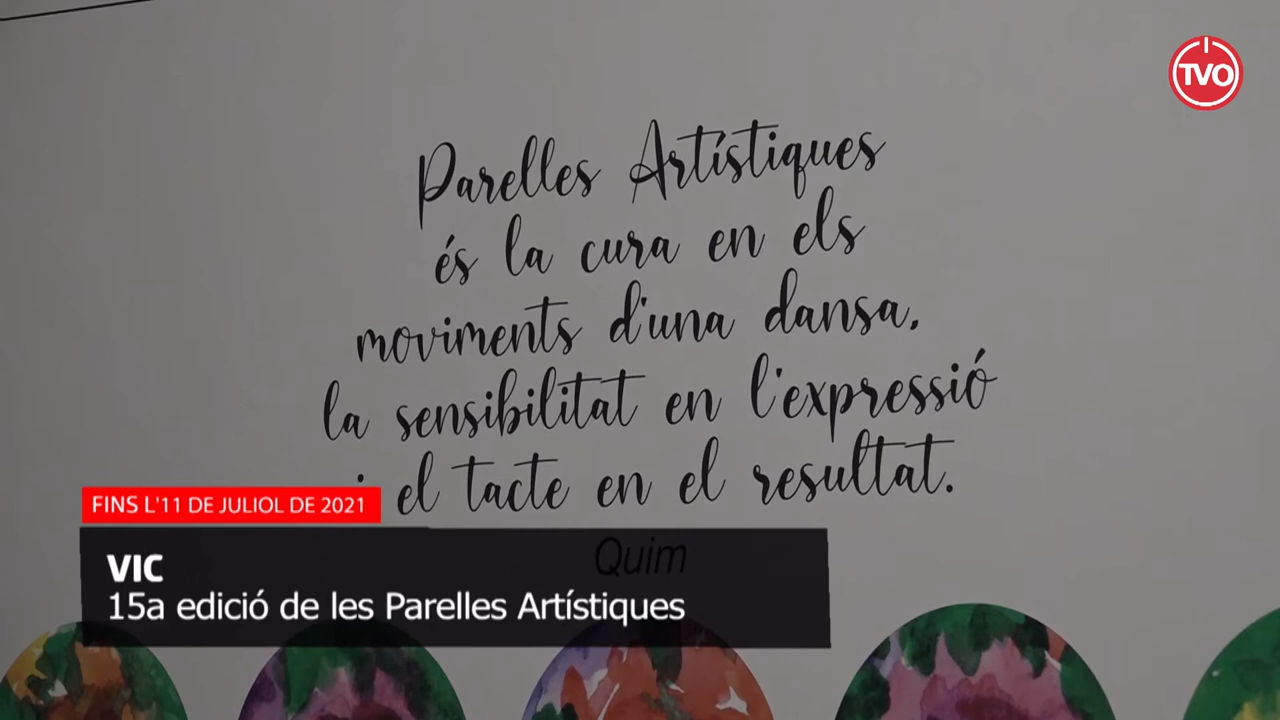 TVO
Parelles Artístiques
és la cura en els
moviments d'una dansa,
la sensibilitat en l'expressió
i el tacte en el resultat.
Quim
FINS L'11 DE JULIOL DE 2021
VIC
15a edició de les Parelles Artístiques